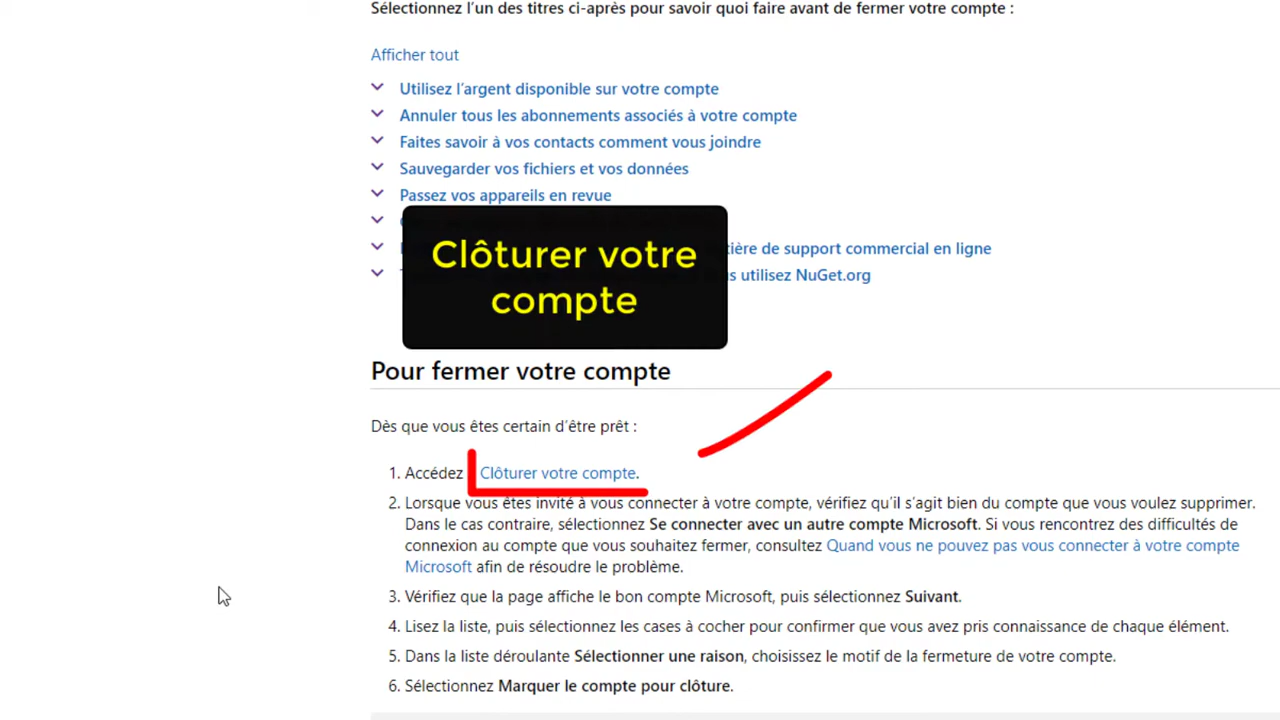 Sélectionnez l’un des titres ci-après pour savoir quoi faire avant de fermer votre compte :
Afficher tout
Utilisez l’argent disponible sur votre compte
Annuler tous les abonnements associés à votre compte
Faites savoir à vos contacts comment vous joindre
Sauvegarder vos fichiers et vos données
Passez vos appareils en revue
Clôturer votre
compte
de support commercial en ligne
utilisez NuGet.org
Pour fermer votre compte
Dès que vous êtes certain d’être prêt :
1. Accédez Clôturer votre compte.
2. Lorsque vous êtes invité à vous connecter à votre compte, vérifiez qu’il s’agit bien du compte que vous voulez supprimer.
Dans le cas contraire, sélectionnez Se connecter avec un autre compte Microsoft. Si vous rencontrez des difficultés de
connexion au compte que vous souhaitez fermer, consultez Quand vous ne pouvez pas vous connecter à votre compte
Microsoft afin de résoudre le problème.
3. Vérifiez que la page affiche le bon compte Microsoft, puis sélectionnez Suivant.
4. Lisez la liste, puis sélectionnez les cases à cocher pour confirmer que vous avez pris connaissance de chaque élément.
5. Dans la liste déroulante Sélectionner une raison, choisissez le motif de la fermeture de votre compte.
6. Sélectionnez Marquer le compte pour clôture.